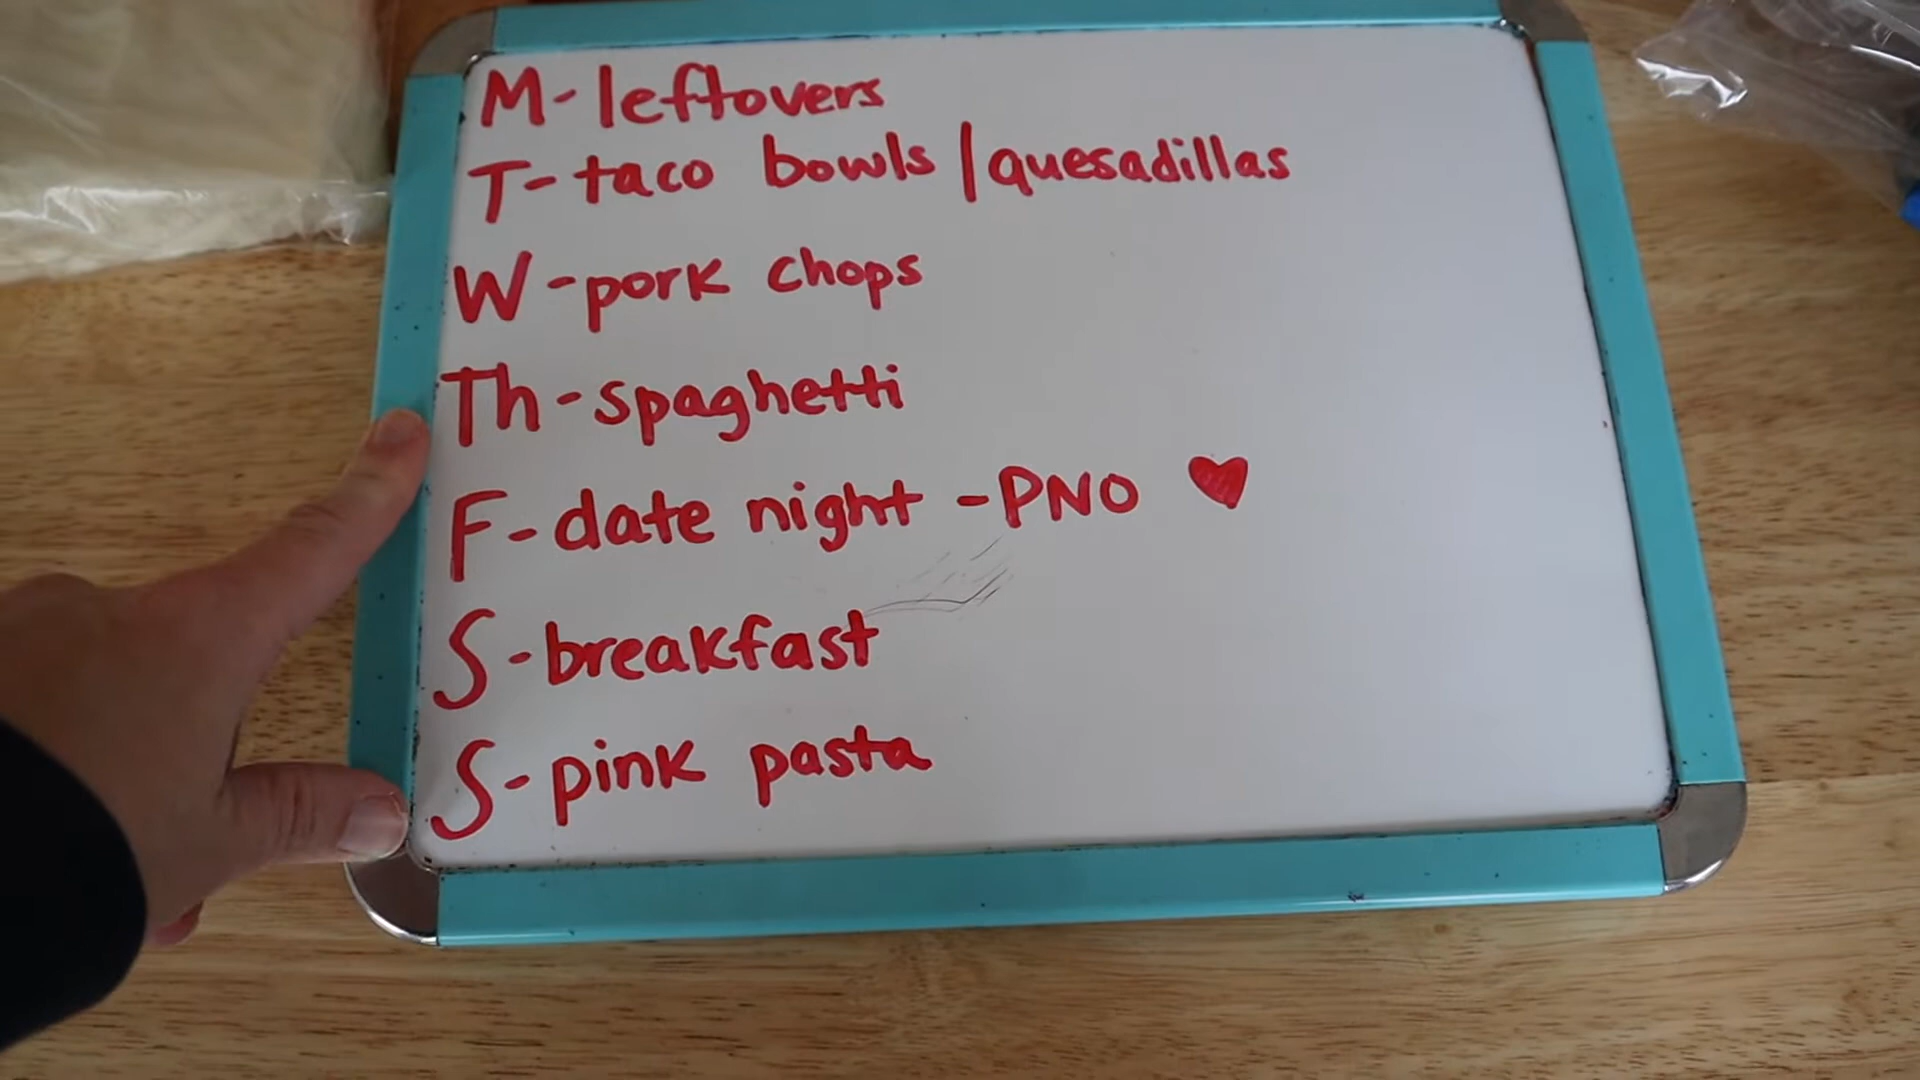 M-leftovers
T-taco bowls/quesadillas
W-pork chops
Th-spaghetti
F-date night -PNO ♥
S-breakfast
S-pink pasta